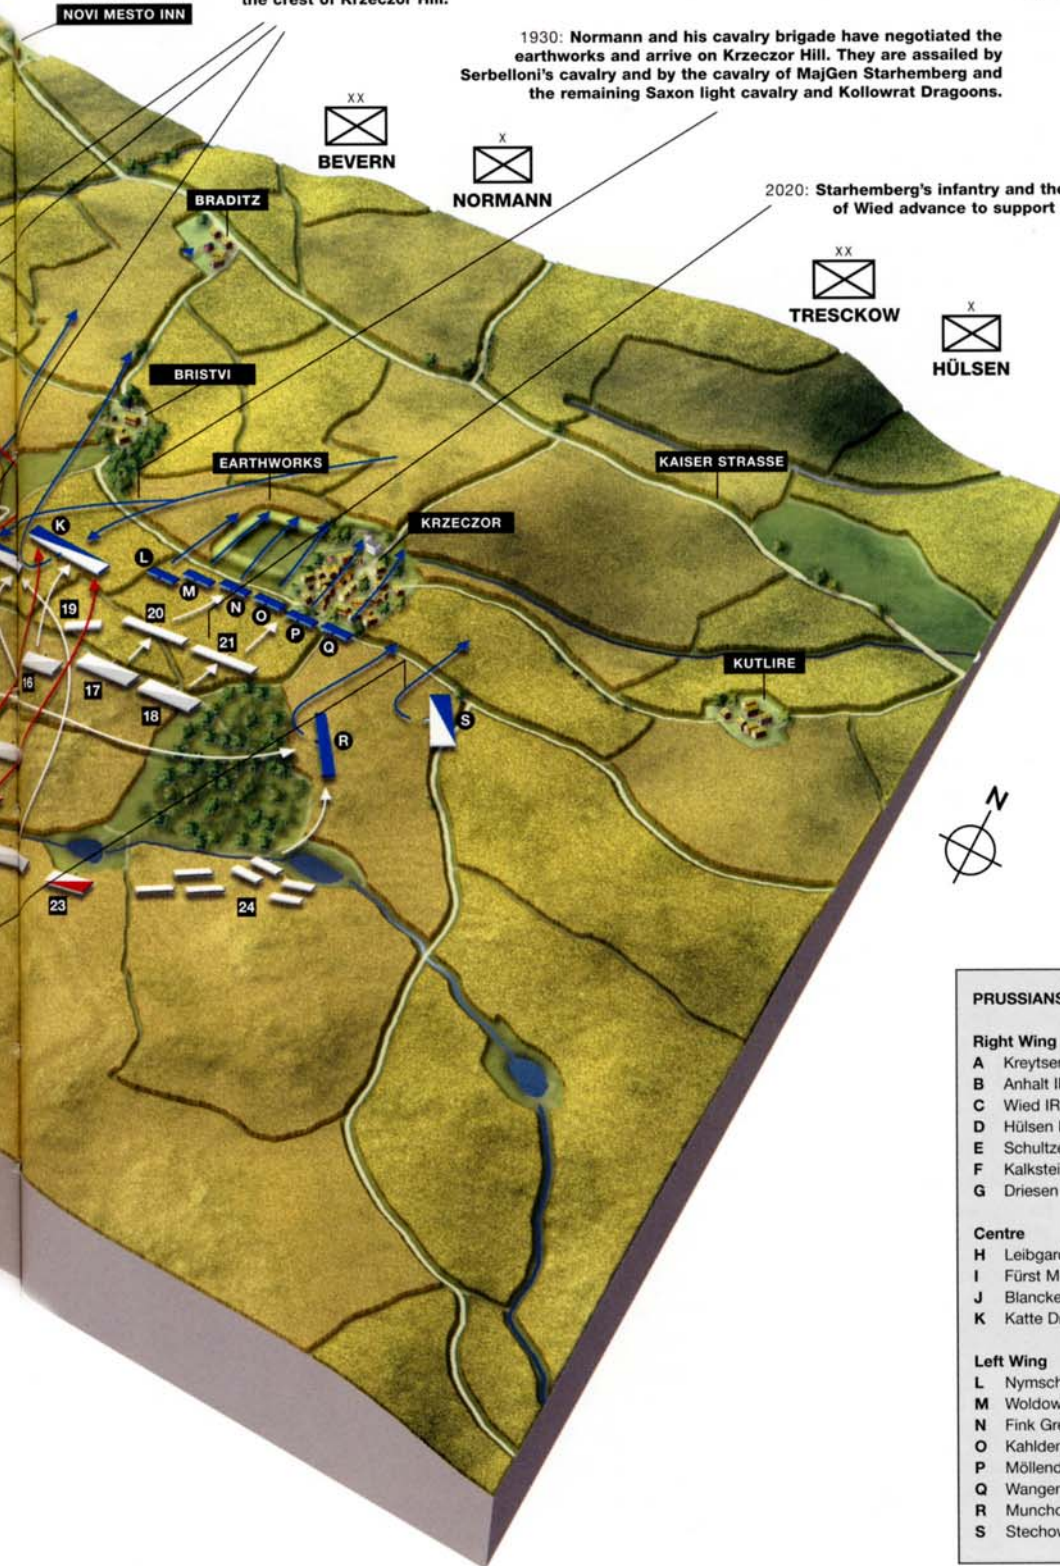 the crest of Krzeczor Hill.
NOVI MESTO INN
1930: Normann and his cavalry brigade have negotiated the
earthworks and arrive on Krzeczor Hill. They are assailed by
Serbelloni's cavalry and by the cavalry of MajGen Starhemberg and
the remaining Saxon light cavalry and Kollowrat Dragoons.
XX
BEVERN
X
NORMANN
2020: Starhemberg's infantry and the
of Wied advance to support
XX
TRESCKOW
X
HÜLSEN
BRADITZ
BRISTVI
EARTHWORKS
KAISER STRASSE
KRZECZOR
K
L
M
N
O
P
Q
19
20
21
16
17
18
KUTLIRE
S
R
N
23
24
PRUSSIANS
Right Wing
A Kreytsen
B Anhalt I
C Wied IR
D Hülsen
E Schultze
F Kalkstei
G Driesen
Centre
H Leibgar
I Fürst M
J Blancke
K Katte D
Left Wing
L Nymsch
M Woldow
N Fink Gre
O Kahlder
P Möllend
Q Wanger
R Muncho
S Stechov